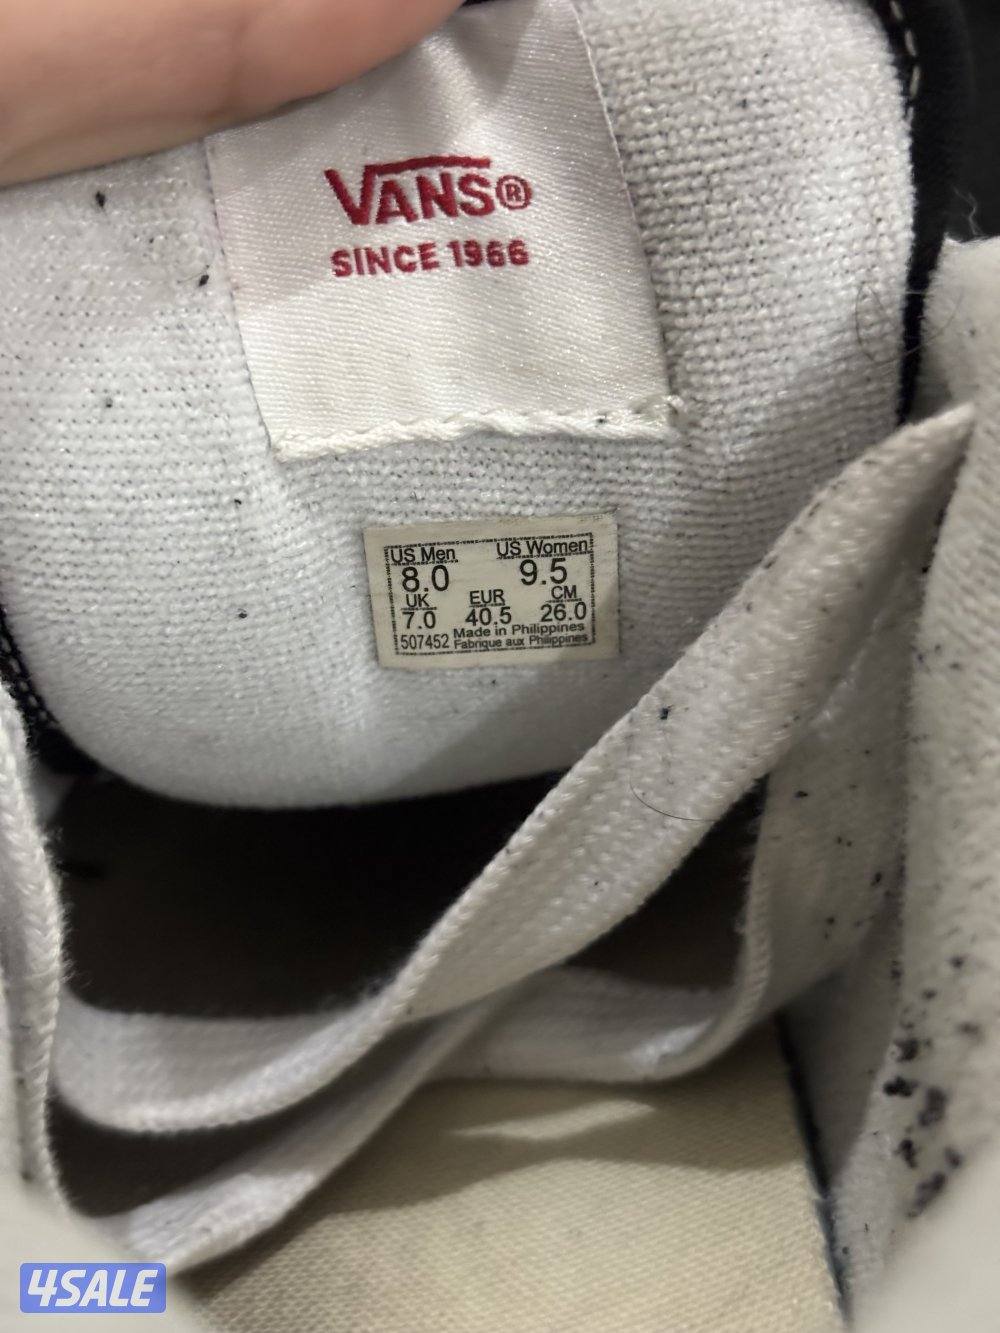 VANS®
SINCE 1966
US Men US Women
8.0 9.5
UK EUR CM
7.0 40.5 26.0
507452 Made in Philippines
Fabrique aux Philippines
4SALE